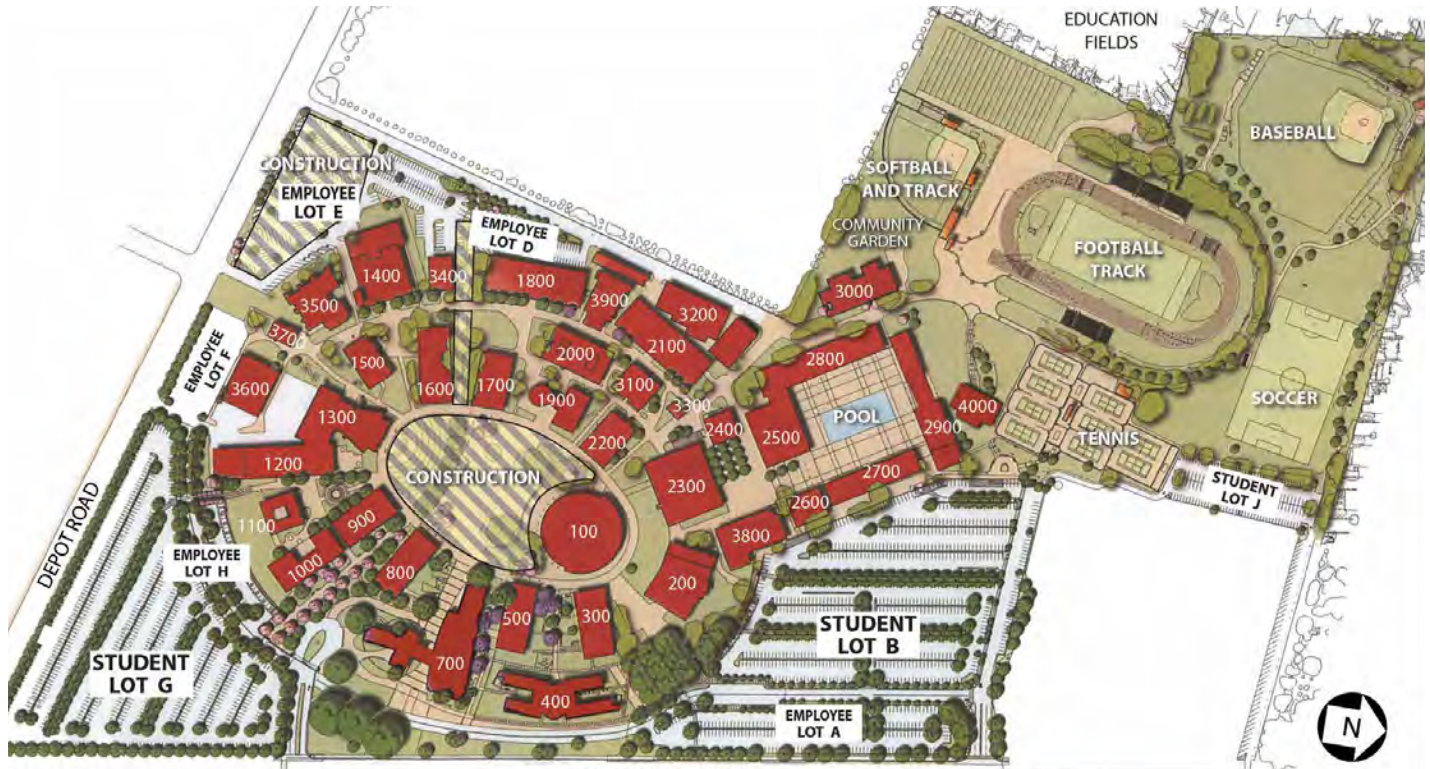 EDUCATION
FIELDS
BASEBALL
CONSTRUCTION
EMPLOYEE
LOT E
SOFTBALL
AND TRACK
EMPLOYEE
LOT D
COMMUNITY
GARDEN
FOOTBALL
TRACK
1400
3400
1800
3900
3500
3200
3000
3700
2100
2800
1500
2000
EMPLOYEE
LOT F
3600
1600
1700
3100
1900
3300
POOL
4000
SOCCER
1300
2400
2500
2900
TENNIS
2200
1200
CONSTRUCTION
2300
2700
STUDENT
LOT J
DEPOT ROAD
1100
900
100
2600
3800
EMPLOYEE
LOT H
1000
800
200
500
300
STUDENT
LOT B
STUDENT
LOT G
700
400
EMPLOYEE
LOT A
N